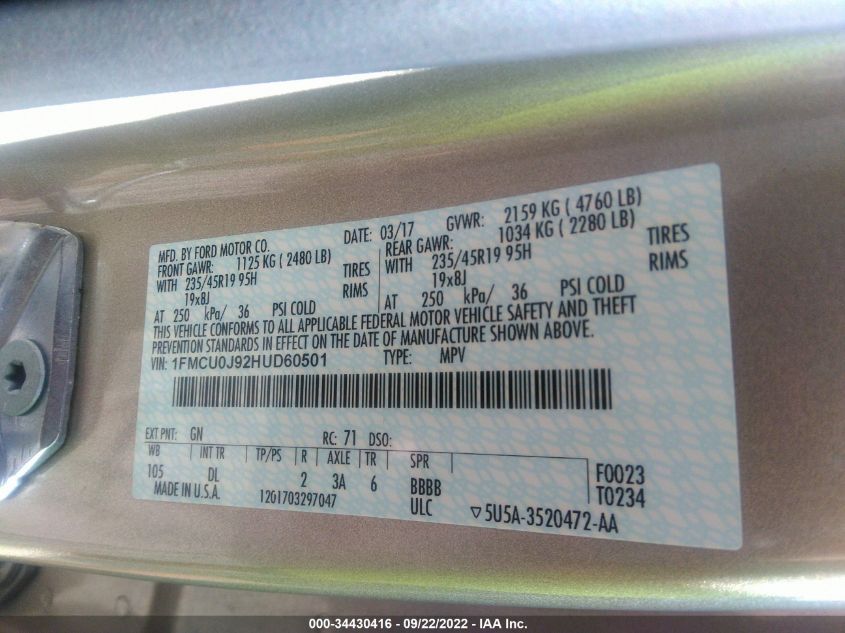 MFD. BY FORD MOTOR CO.
DATE: 03/17 GVWR: 2159 KG ( 4760 LB)
FRONT GAWR: 1125 KG ( 2480 LB)
REAR GAWR: 1034 KG ( 2280 LB)
WITH 235/45R19 95H TIRES
WITH 235/45R19 95H TIRES
19x8J RIMS
19x8J RIMS
AT 250 kPa/ 36 PSI COLD
AT 250 kPa/ 36 PSI COLD
THIS VEHICLE CONFORMS TO ALL APPLICABLE FEDERAL MOTOR VEHICLE SAFETY AND THEFT
PREVENTION STANDARDS IN EFFECT ON THE DATE OF MANUFACTURE SHOWN ABOVE.
VIN: 1FMCU0J92HUD60501 TYPE: MPV
EXT PNT: GN RC: 71 DSO:
WB INT TR TP/PS R AXLE TR SPR
105 DL 2 3A 6 BBBB
F0023
T0234
MADE IN U.S.A. 1201703297047 ULC ▽5U5A-3520472-AA
000-34430416 - 09/22/2022 - IAA Inc.